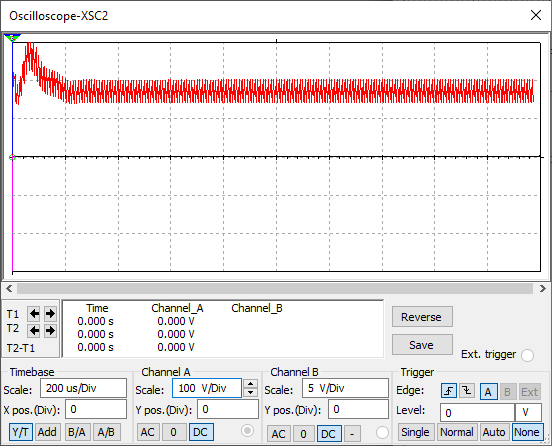 Oscilloscope-XSC2
T1
T2
T2-T1
Time Channel_A Channel_B
0.000 s 0.000 V
0.000 s 0.000 V
0.000 s 0.000 V
Reverse
Save
Ext. trigger
Timebase
Scale: 200 us/Div
X pos.(Div): 0
Y/T Add B/A A/B
Channel A
Scale: 100 V/Div
Y pos.(Div): 0
AC 0 DC
Channel B
Scale: 5 V/Div
Y pos.(Div): 0
AC 0 DC -
Trigger
Edge: A B Ext
Level: 0 V
Single Normal Auto None